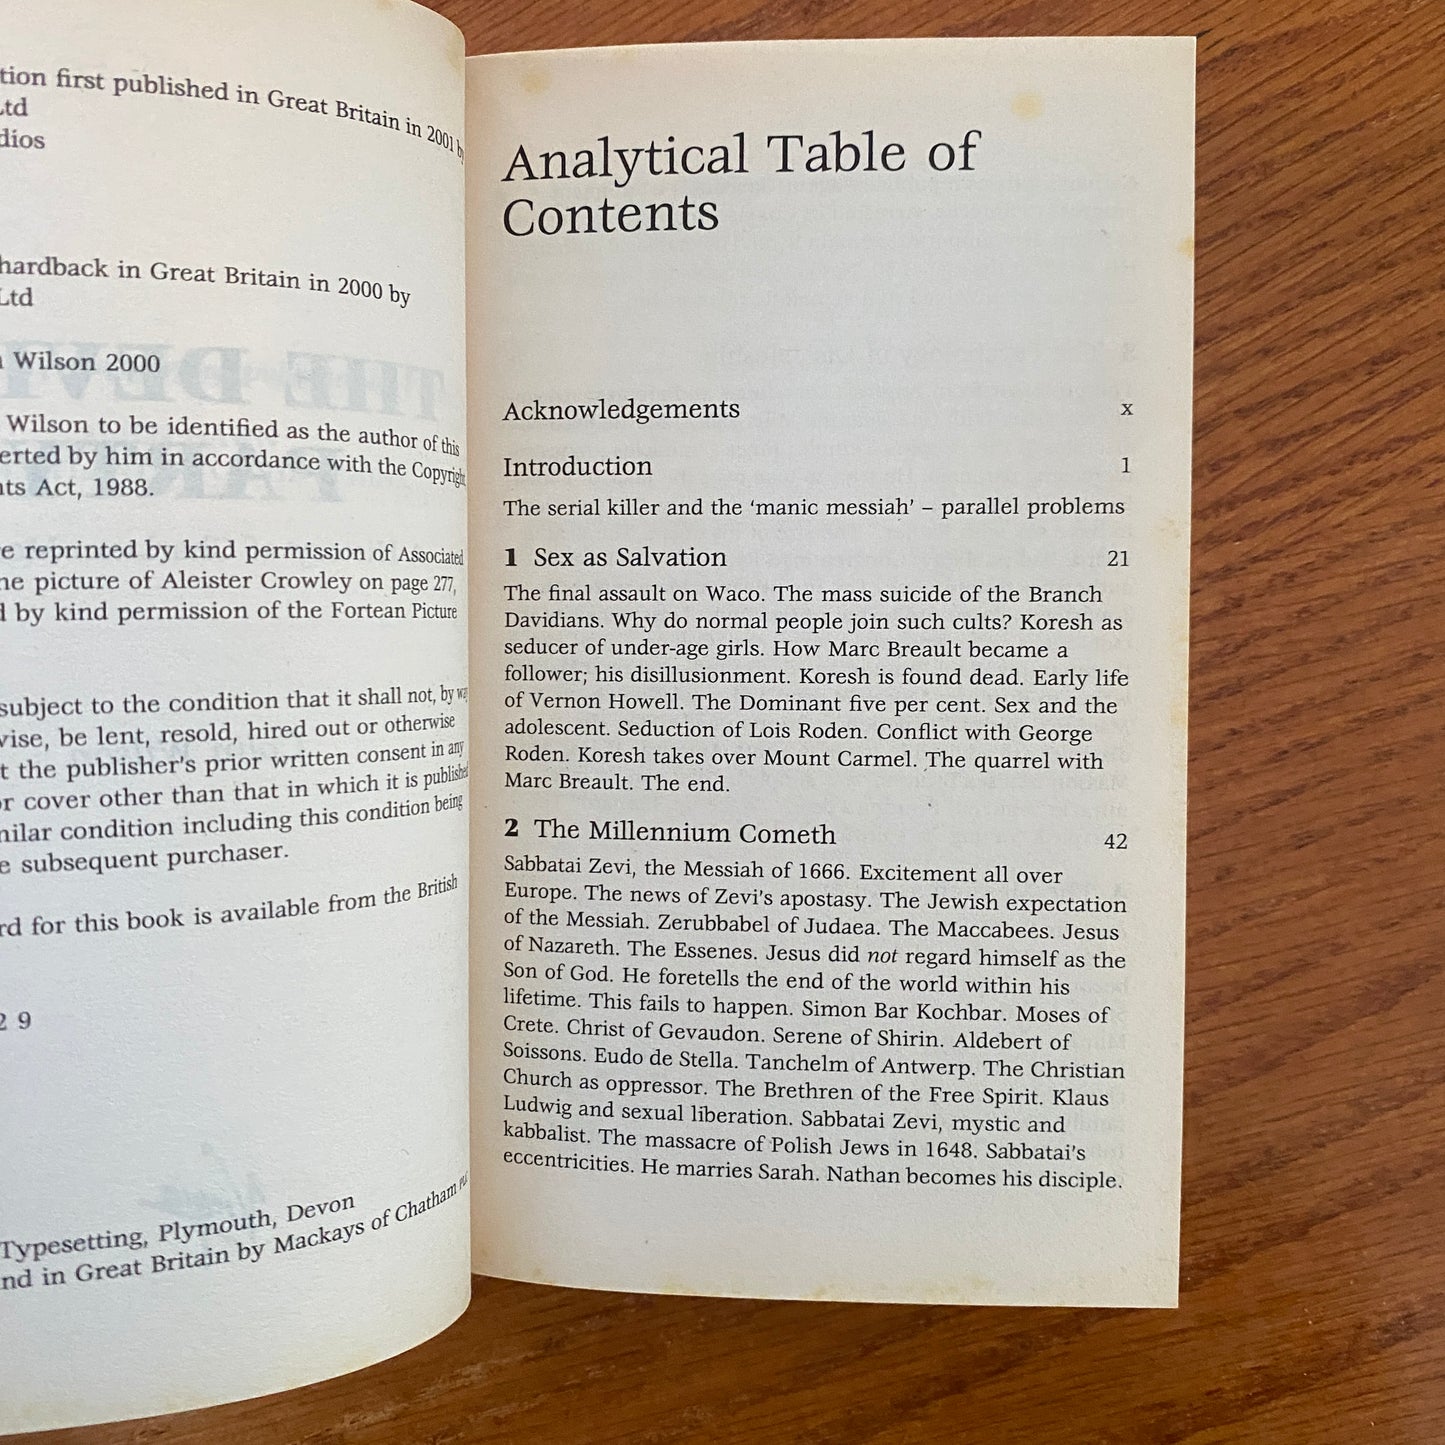 tion first published in Great Britain in 2001 by
Ltd
dios
hardback in Great Britain in 2000 by
Ltd
Wilson 2000
Wilson to be identified as the author of this
erted by him in accordance with the Copyright
nts Act, 1988.
re reprinted by kind permission of Associated
he picture of Aleister Crowley on page 277,
d by kind permission of the Fortean Picture
subject to the condition that it shall not, by way
wise, be lent, resold, hired out or otherwise
t the publisher's prior written consent in any
or cover other than that in which it is published
milar condition including this condition being
e subsequent purchaser.
rd for this book is available from the British
2 9
Typesetting, Plymouth, Devon
nd in Great Britain by Mackays of Chatham PLC
Analytical Table of
Contents
Acknowledgements x
Introduction 1
The serial killer and the 'manic messiah' – parallel problems
1 Sex as Salvation 21
The final assault on Waco. The mass suicide of the Branch
Davidians. Why do normal people join such cults? Koresh as
seducer of under-age girls. How Marc Breault became a
follower; his disillusionment. Koresh is found dead. Early life
of Vernon Howell. The Dominant five per cent. Sex and the
adolescent. Seduction of Lois Roden. Conflict with George
Roden. Koresh takes over Mount Carmel. The quarrel with
Marc Breault. The end.
2 The Millennium Cometh 42
Sabbatai Zevi, the Messiah of 1666. Excitement all over
Europe. The news of Zevi's apostasy. The Jewish expectation
of the Messiah. Zerubbabel of Judaea. The Maccabees. Jesus
of Nazareth. The Essenes. Jesus did not regard himself as the
Son of God. He foretells the end of the world within his
lifetime. This fails to happen. Simon Bar Kochbar. Moses of
Crete. Christ of Gevaudon. Serene of Shirin. Aldebert of
Soissons. Eudo de Stella. Tanchelm of Antwerp. The Christian
Church as oppressor. The Brethren of the Free Spirit. Klaus
Ludwig and sexual liberation. Sabbatai Zevi, mystic and
kabbalist. The massacre of Polish Jews in 1648. Sabbatai's
eccentricities. He marries Sarah. Nathan becomes his disciple.